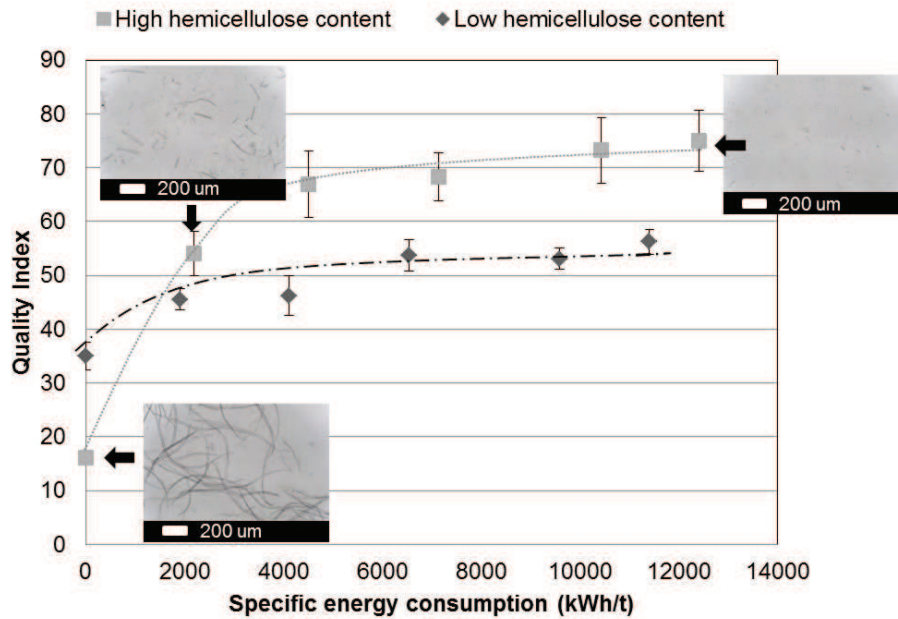 High hemicellulose content
Low hemicellulose content
90
80
70
60
50
40
30
20
10
0
Quality Index
200 um
200 um
200 um
0 2000 4000 6000 8000 10000 12000 14000
Specific energy consumption (kWh/t)